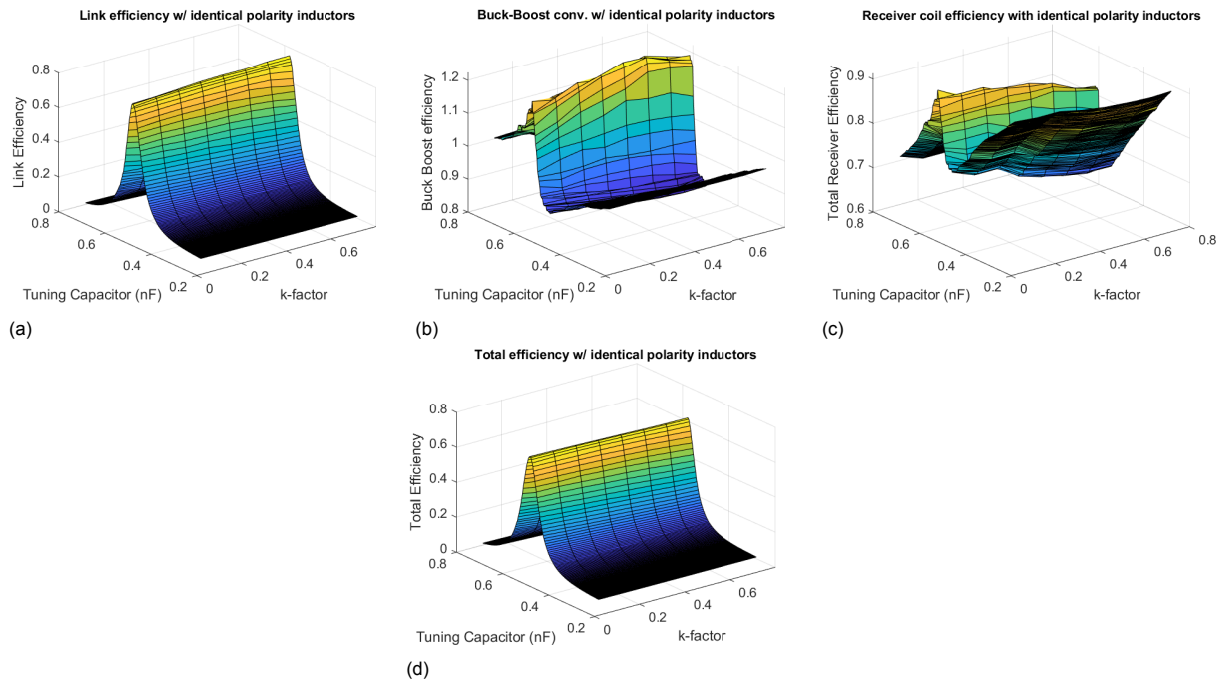 Link efficiency w/ identical polarity inductors
0.8
0.6
0.4
0.2
0
Link Efficiency
0.8
0.6
0.4
0.2
Tuning Capacitor (nF)
0
0.2
0.4
0.6
k-factor
(a)
Buck-Boost conv. w/ identical polarity inductors
1.2
1.1
1
0.9
0.8
Buck Boost efficiency
0.8
0.6
0.4
0.2
Tuning Capacitor (nF)
0
0.2
0.4
0.6
k-factor
(b)
Receiver coil efficiency with identical polarity inductors
0.9
0.8
0.7
0.6
Total Receiver Efficiency
0.8
0.6
0.4
0.2
Tuning Capacitor (nF)
0
0.2
0.4
0.6
0.8
k-factor
(c)
Total efficiency w/ identical polarity inductors
0.8
0.6
0.4
0.2
0
Total Efficiency
0.8
0.6
0.4
0.2
Tuning Capacitor (nF)
0
0.2
0.4
0.6
k-factor
(d)